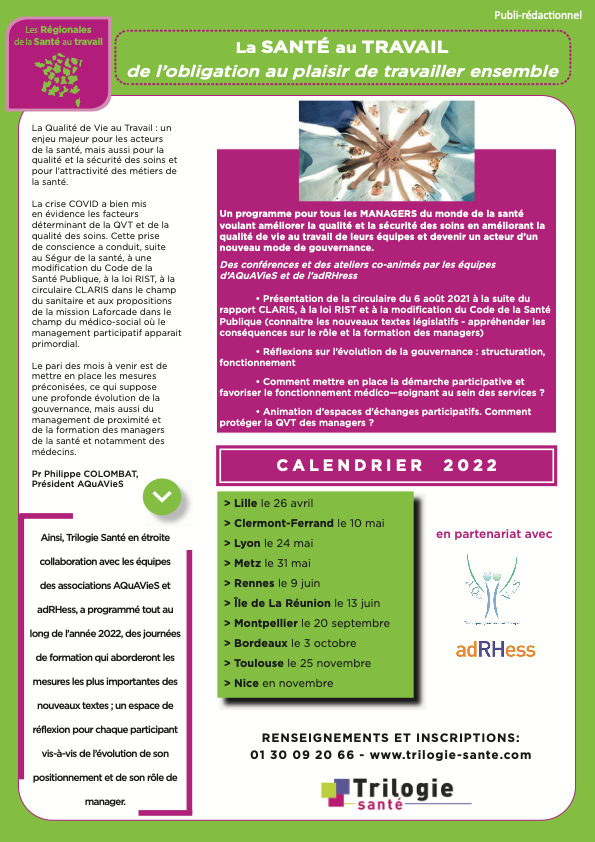 Publi-rédactionnel
Les Régionales
de la Santé au travail
La SANTÉ au TRAVAIL
de l'obligation au plaisir de travailler ensemble
La Qualité de Vie au Travail : un
enjeu majeur pour les acteurs
de la santé, mais aussi pour la
qualité et la sécurité des soins et
pour l'attractivité des métiers de
la santé.
La crise COVID a bien mis
en évidence les facteurs
déterminant de la QVT et de la
qualité des soins. Cette prise
de conscience a conduit, suite
au Ségur de la santé, à une
modification du Code de la
Santé Publique, à la loi RIST, à la
circulaire CLARIS dans le champ
du sanitaire et aux propositions
de la mission Laforcade dans le
champ du médico-social où le
management participatif apparait
primordial.
Le pari des mois à venir est de
mettre en place les mesures
préconisées, ce qui suppose
une profonde évolution de la
gouvernance, mais aussi du
management de proximité et
de la formation des managers
de la santé et notamment des
médecins.
Pr Philippe COLOMBAT,
Président AQuAVieS
Ainsi, Trilogie Santé en étroite
collaboration avec les équipes
des associations AQuAVieS et
adRHess, a programmé tout au
long de l'année 2022, des journées
de formation qui aborderont les
mesures les plus importantes des
nouveaux textes ; un espace de
réflexion pour chaque participant
vis-à-vis de l'évolution de son
positionnement et de son rôle de
manager.
Un programme pour tous les MANAGERS du monde de la santé
voulant améliorer la qualité et la sécurité des soins en améliorant la
qualité de vie au travail de leurs équipes et devenir un acteur d'un
nouveau mode de gouvernance.
Des conférences et des ateliers co-animés par les équipes
d'AQuAVieS et de l'adRHress
• Présentation de la circulaire du 6 août 2021 à la suite du
rapport CLARIS, à la loi RIST et à la modification du Code de la Santé
Publique (connaitre les nouveaux textes législatifs - appréhender les
conséquences sur le rôle et la formation des managers)
• Réflexions sur l'évolution de la gouvernance : structuration,
fonctionnement
• Comment mettre en place la démarche participative et
favoriser le fonctionnement médico—soignant au sein des services ?
• Animation d'espaces d'échanges participatifs. Comment
protéger la QVT des managers ?
CALENDRIER 2022
> Lille le 26 avril
> Clermont-Ferrand le 10 mai
> Lyon le 24 mai
> Metz le 31 mai
> Rennes le 9 juin
> Île de La Réunion le 13 juin
> Montpellier le 20 septembre
> Bordeaux le 3 octobre
> Toulouse le 25 novembre
> Nice en novembre
en partenariat avec
adRHess
RENSEIGNEMENTS ET INSCRIPTIONS:
01 30 09 20 66 - www.trilogie-sante.com
Trilogie
santé